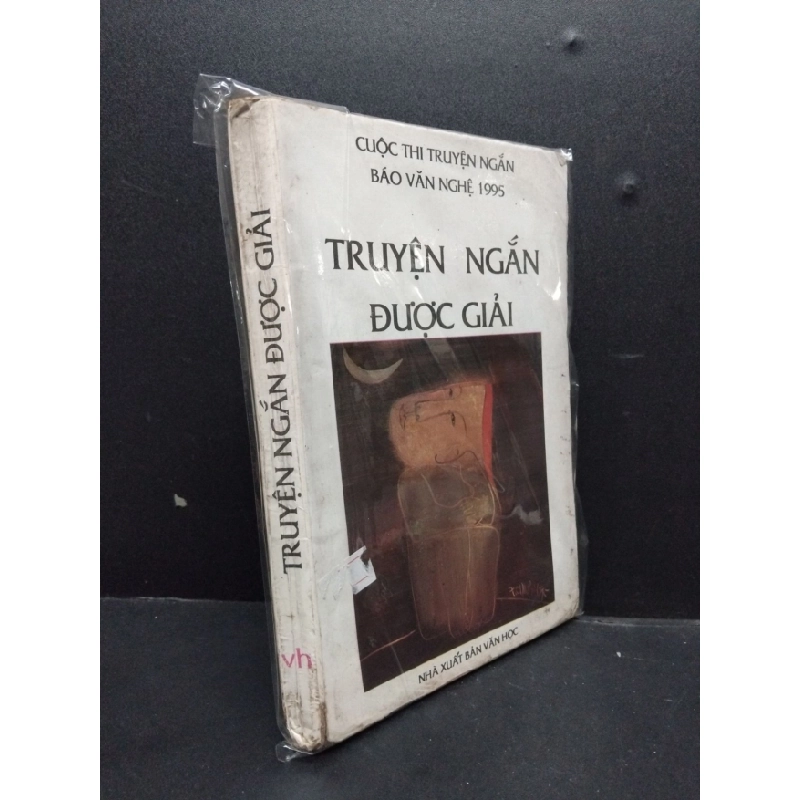 CUỘC THI TRUYỆN NGẮN
BÁO VĂN NGHỆ 1995
TRUYỆN NGẮN
ĐƯỢC GIẢI
NHÀ XUẤT BẢN VĂN HỌC
TRUYỆN NGẮN ĐƯỢC GIẢI
vh